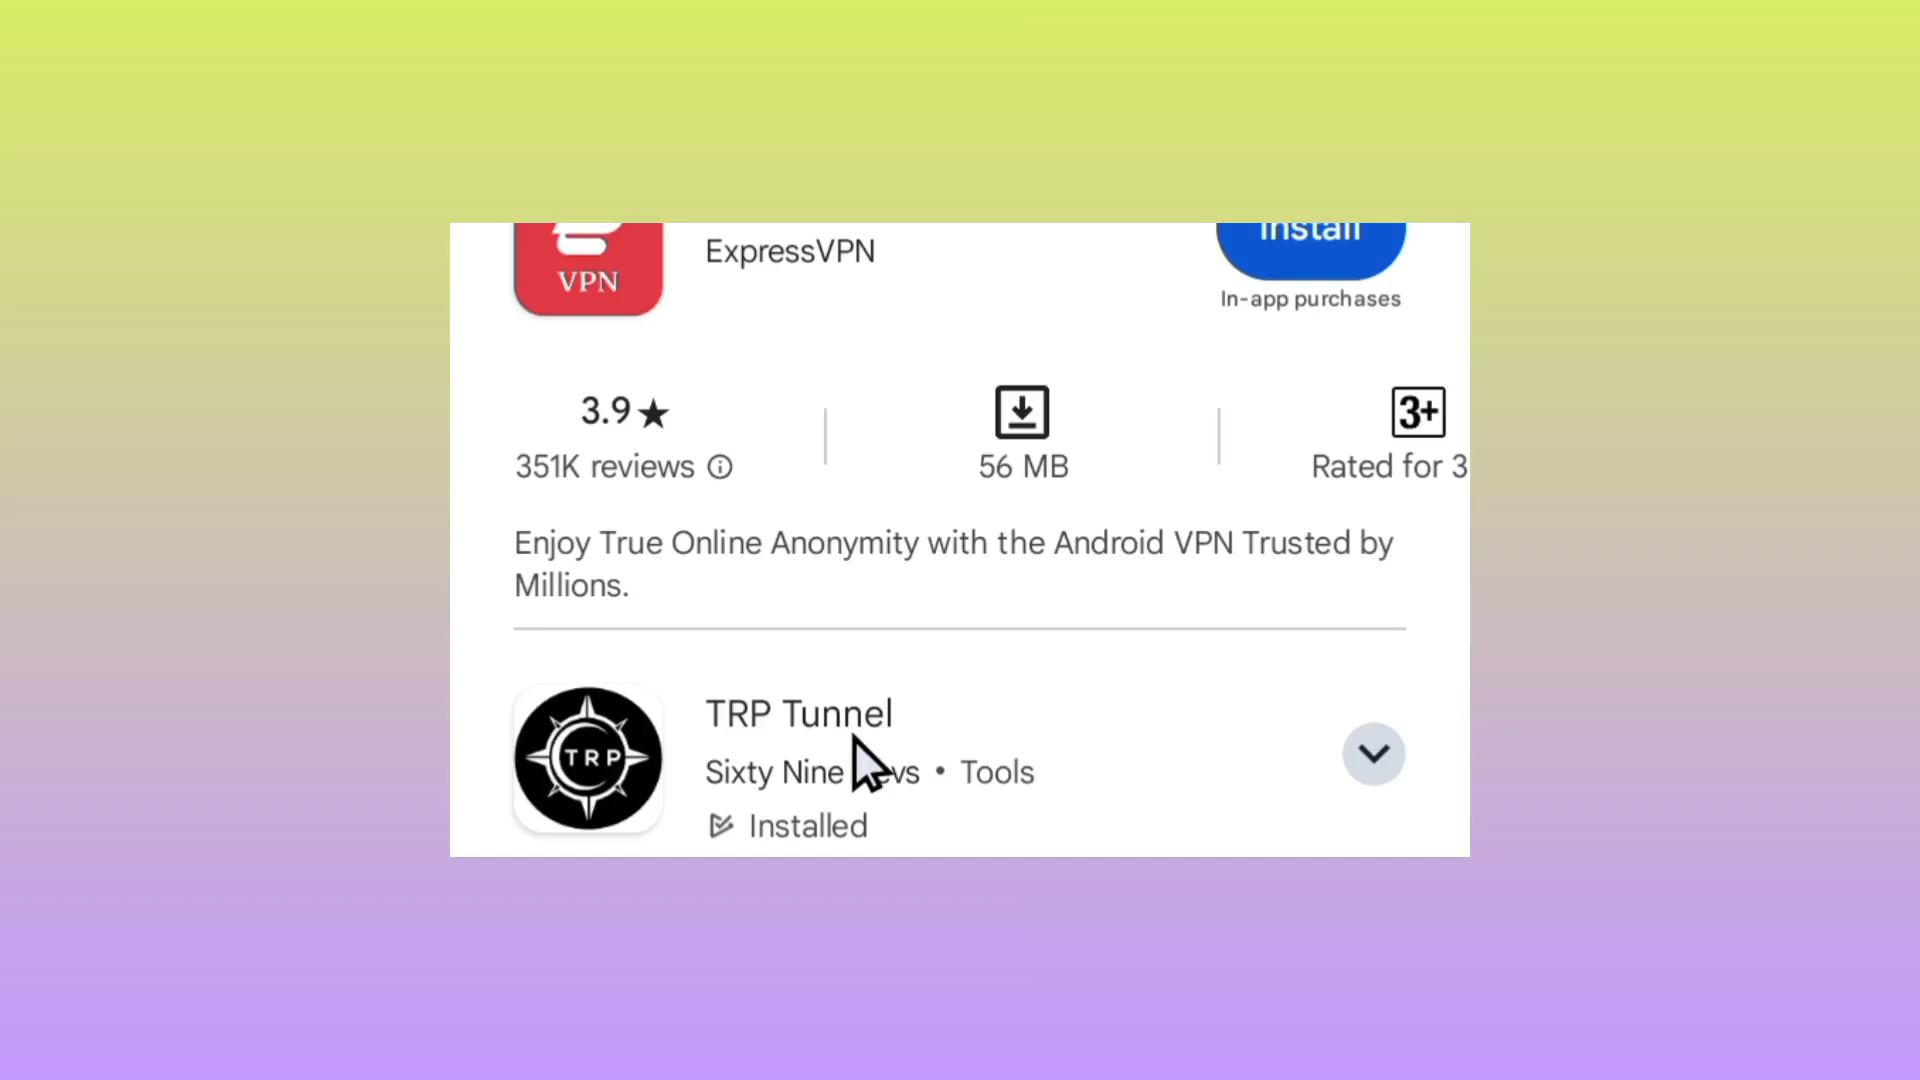 VPN
ExpressVPN
Install
In-app purchases
3.9★
351K reviews
56 MB
3+
Rated for 3
Enjoy True Online Anonymity with the Android VPN Trusted by
Millions.
TRP
TRP Tunnel
Sixty Nine • Tools
Installed